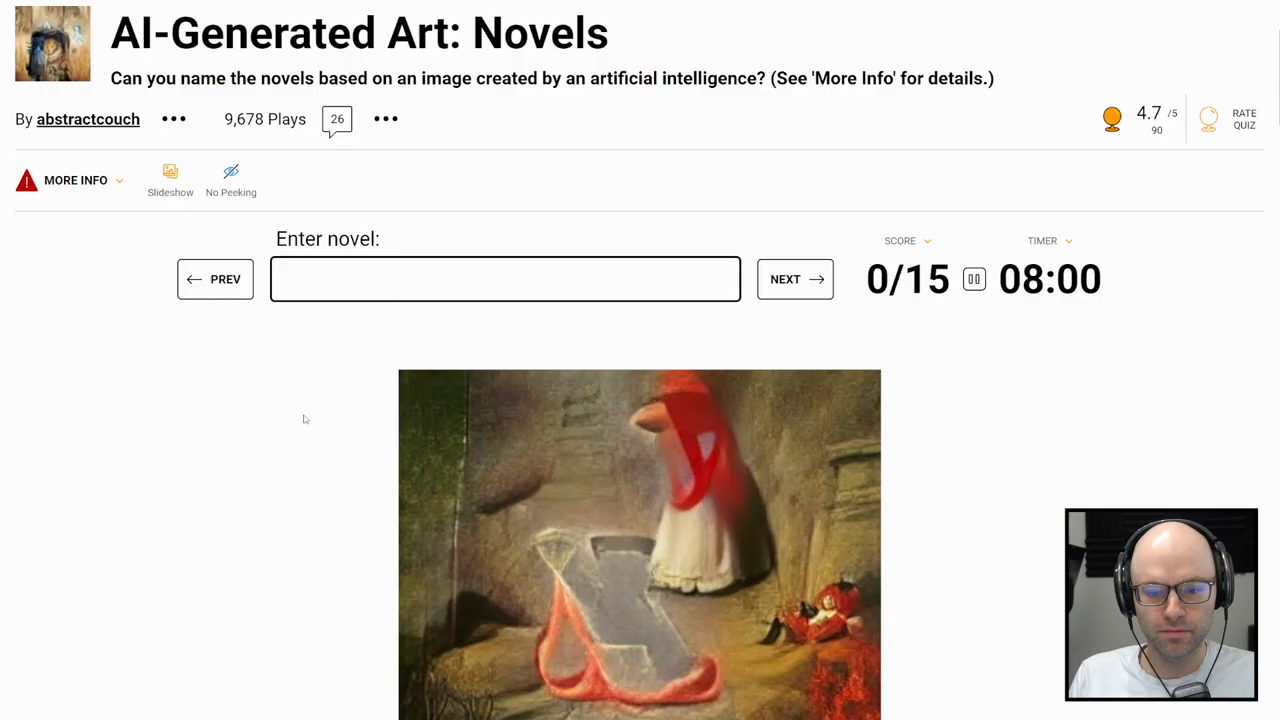 AI-Generated Art: Novels
Can you name the novels based on an image created by an artificial intelligence? (See 'More Info' for details.)
By abstractcouch ••• 9,678 Plays 26 •••
4.7 /5
90
RATE
QUIZ
! MORE INFO
Slideshow
No Peeking
Enter novel:
SCORE
TIMER
← PREV
NEXT →
0/15
08:00